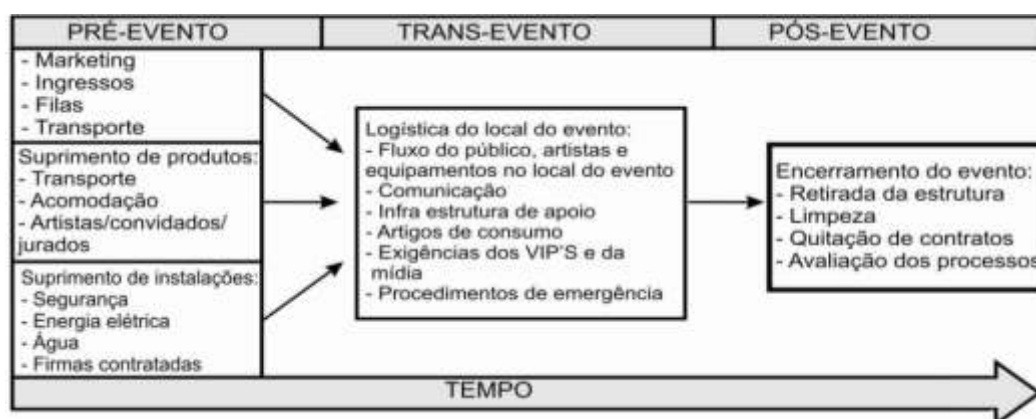 PRÉ-EVENTO
TRANS-EVENTO
PÓS-EVENTO
- Marketing
- Ingressos
- Filas
- Transporte
Suprimento de produtos:
- Transporte
- Acomodação
- Artistas/convidados/
jurados
Suprimento de instalações:
- Segurança
- Energia elétrica
- Água
- Firmas contratadas
Logística do local do evento:
- Fluxo do público, artistas e
equipamentos no local do evento
- Comunicação
- Infra estrutura de apoio
- Artigos de consumo
- Exigências dos VIP'S e da
mídia
- Procedimentos de emergência
Encerramento do evento:
- Retirada da estrutura
- Limpeza
- Quitação de contratos
- Avaliação dos processos
TEMPO